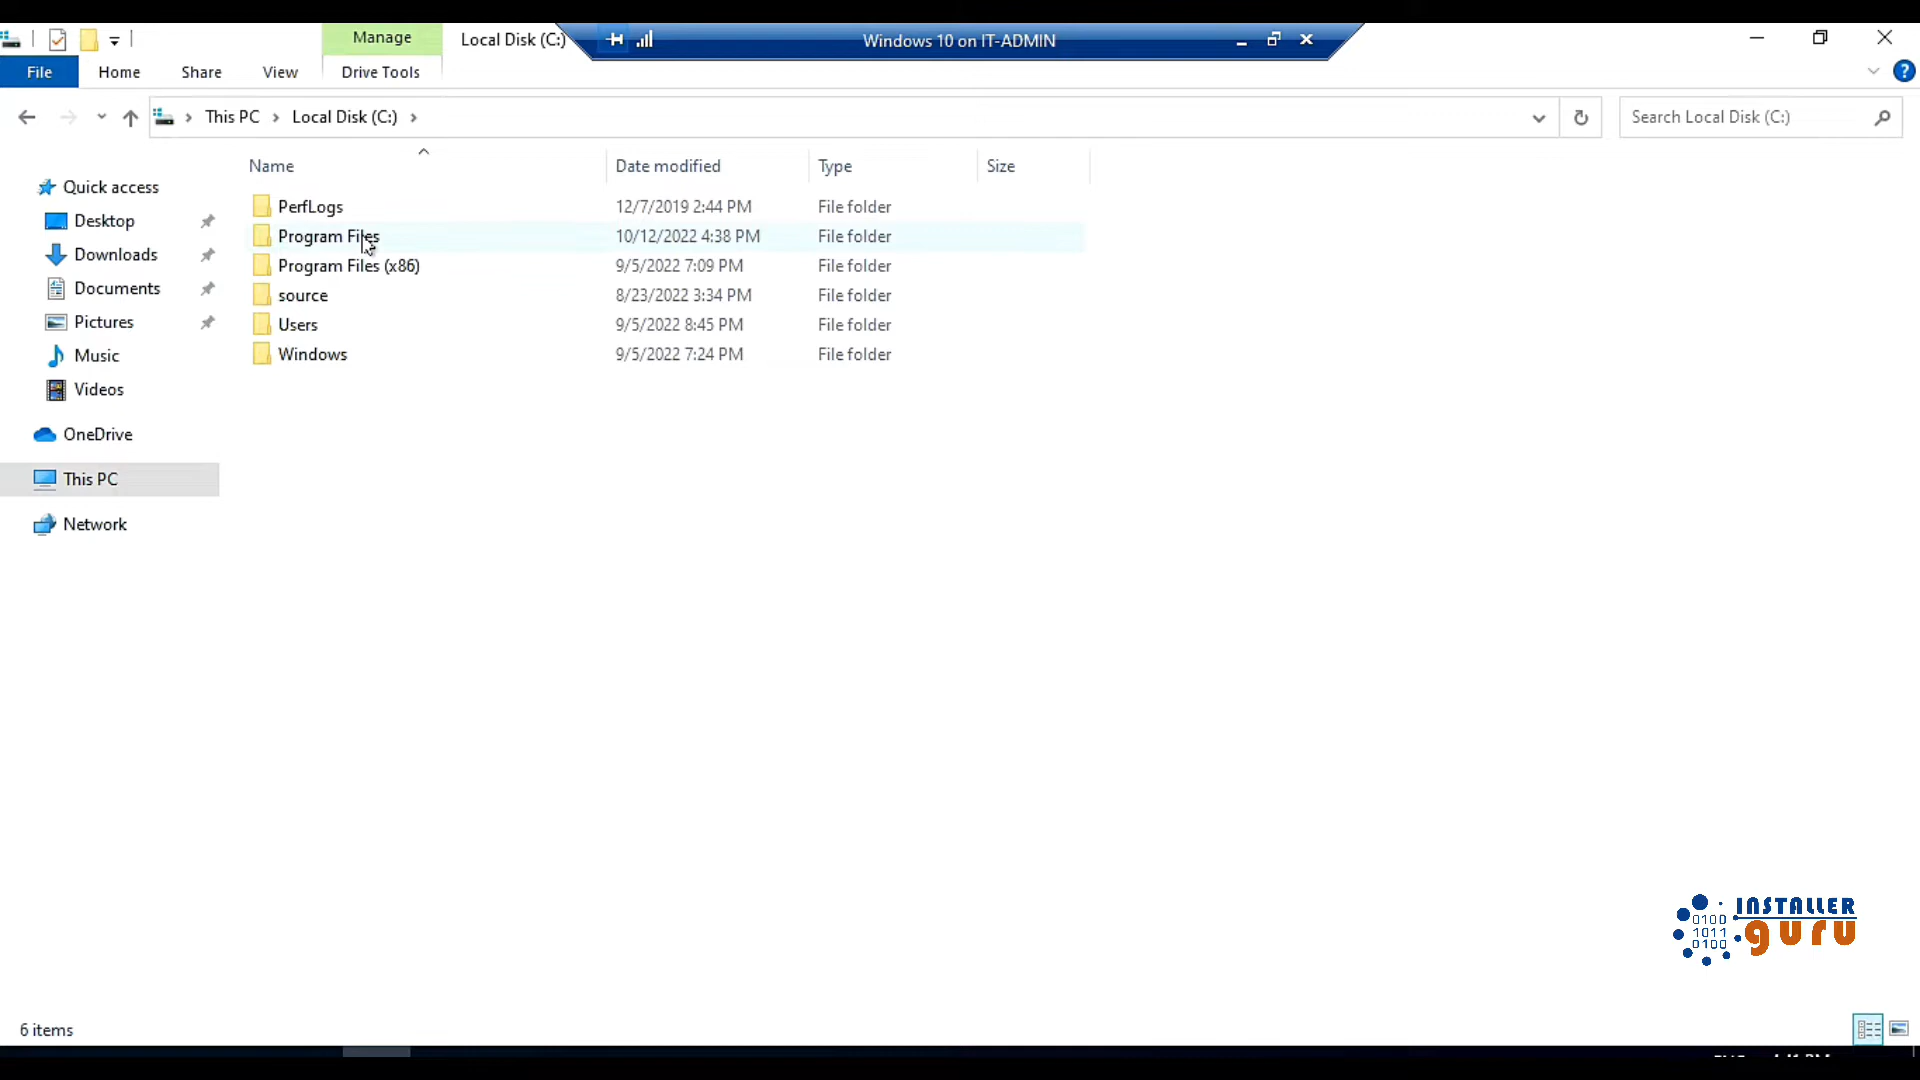 Manage
Local Disk (C:)
Windows 10 on IT-ADMIN
File
Home
Share
View
Drive Tools
This PC
Local Disk (C:)
Search Local Disk (C:)
Name
Date modified
Type
Size
Quick access
Desktop
Downloads
Documents
Pictures
Music
Videos
OneDrive
This PC
Network
PerfLogs 12/7/2019 2:44 PM File folder
Program Files 10/12/2022 4:38 PM File folder
Program Files (x86) 9/5/2022 7:09 PM File folder
source 8/23/2022 3:34 PM File folder
Users 9/5/2022 8:45 PM File folder
Windows 9/5/2022 7:24 PM File folder
0100
1011
0100
INSTALLER
guru
6 items